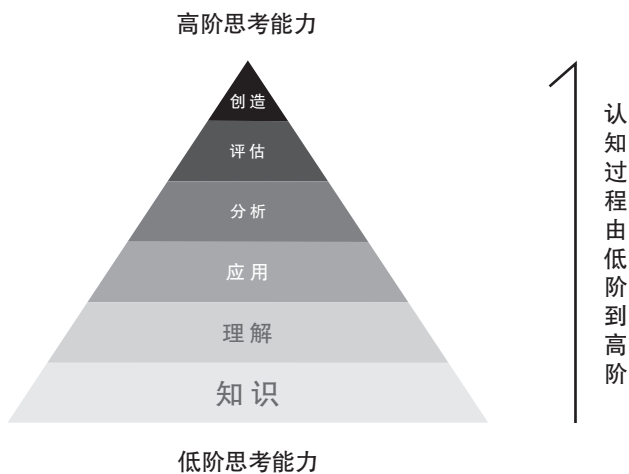 高阶思考能力
创造
评估
分析
应用
理解
知识
低阶思考能力
认知过程由低阶到高阶